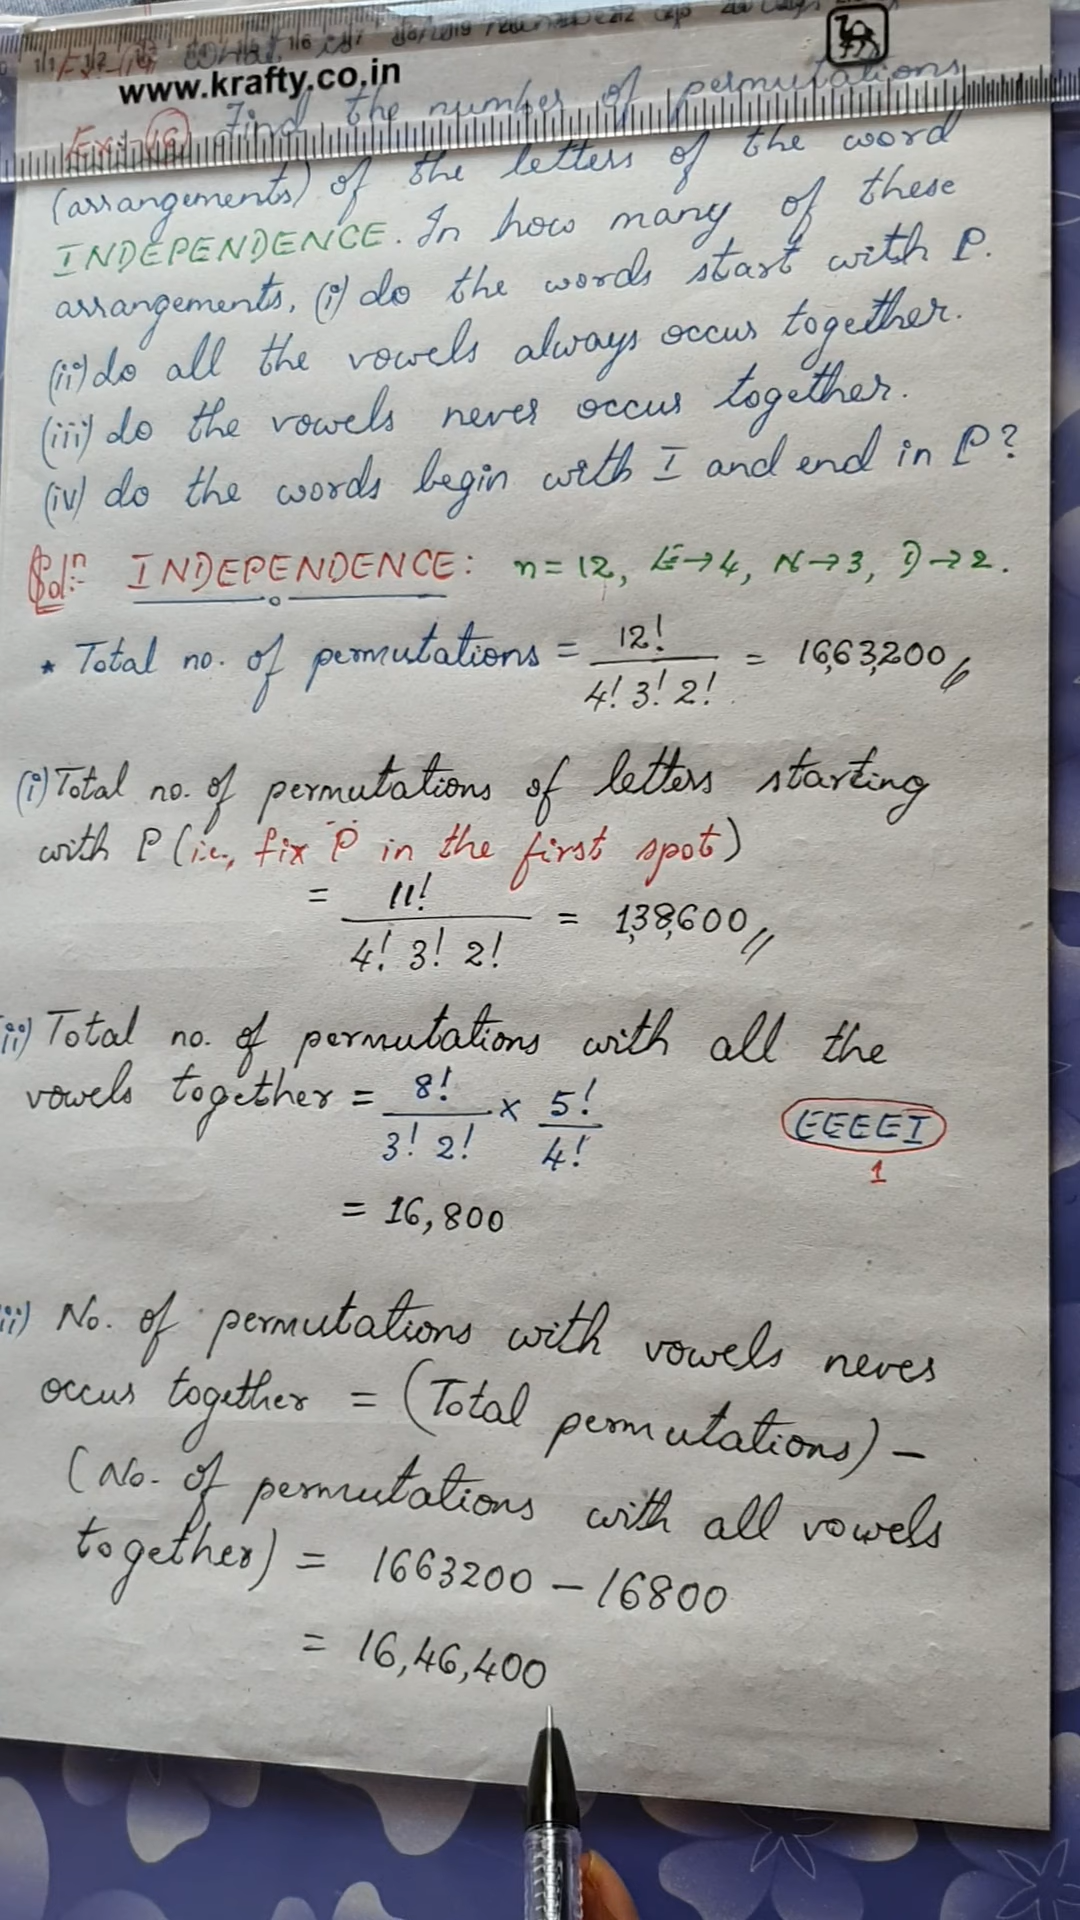 www.krafty.co.in
Ex:- 16 Find the number of permutations
(arrangements) of the letters of the word
INDEPENDENCE. In how many of these
arrangements, (i) do the words start with P.
(ii) do all the vowels always occur together.
(iii) do the vowels never occur together.
(iv) do the words begin with I and end in P?
Solⁿ:- INDEPENDENCE: n=12, E→4, N→3, D→2.
* Total no. of permutations = 12! / 4! 3! 2! = 16,63,200
(i) Total no. of permutations of letters starting
with P (i.e., fix P in the first spot)
= 11! / 4! 3! 2! = 1,38,600
ii) Total no. of permutations with all the
vowels together = 8! / 3! 2! × 5! / 4!
EEEEI
1
= 16,800
ii) No. of permutations with vowels never
occur together = (Total permutations) –
(No. of permutations with all vowels
together) = 1663200 – 16800
= 16,46,400